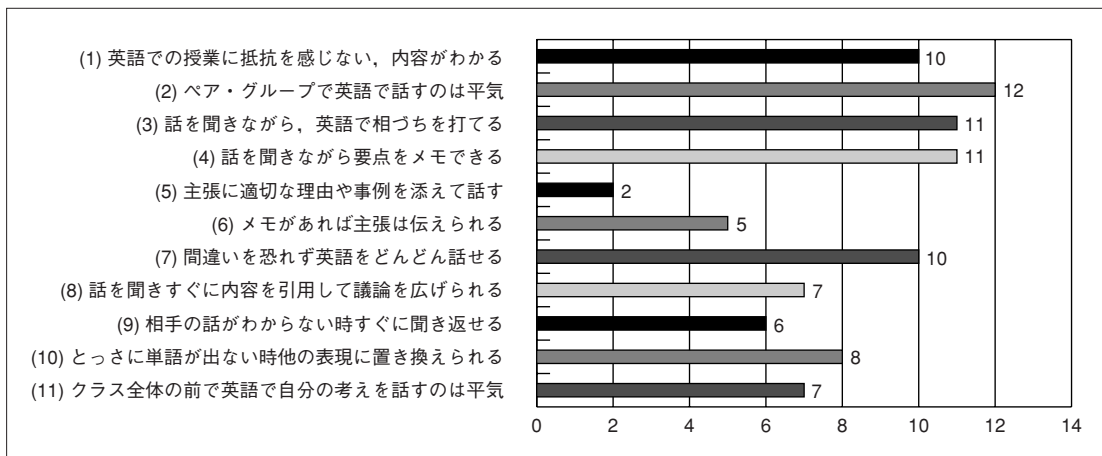 (1) 英語での授業に抵抗を感じない，内容がわかる
10
(2) ペア・グループで英語で話すのは平気
12
(3) 話を聞きながら，英語で相づちを打てる
11
(4) 話を聞きながら要点をメモできる
11
(5) 主張に適切な理由や事例を添えて話す
2
(6) メモがあれば主張は伝えられる
5
(7) 間違いを恐れず英語をどんどん話せる
10
(8) 話を聞きすぐに内容を引用して議論を広げられる
7
(9) 相手の話がわからない時すぐに聞き返せる
6
(10) とっさに単語が出ない時他の表現に置き換えられる
8
(11) クラス全体の前で英語で自分の考えを話すのは平気
7
0 2 4 6 8 10 12 14